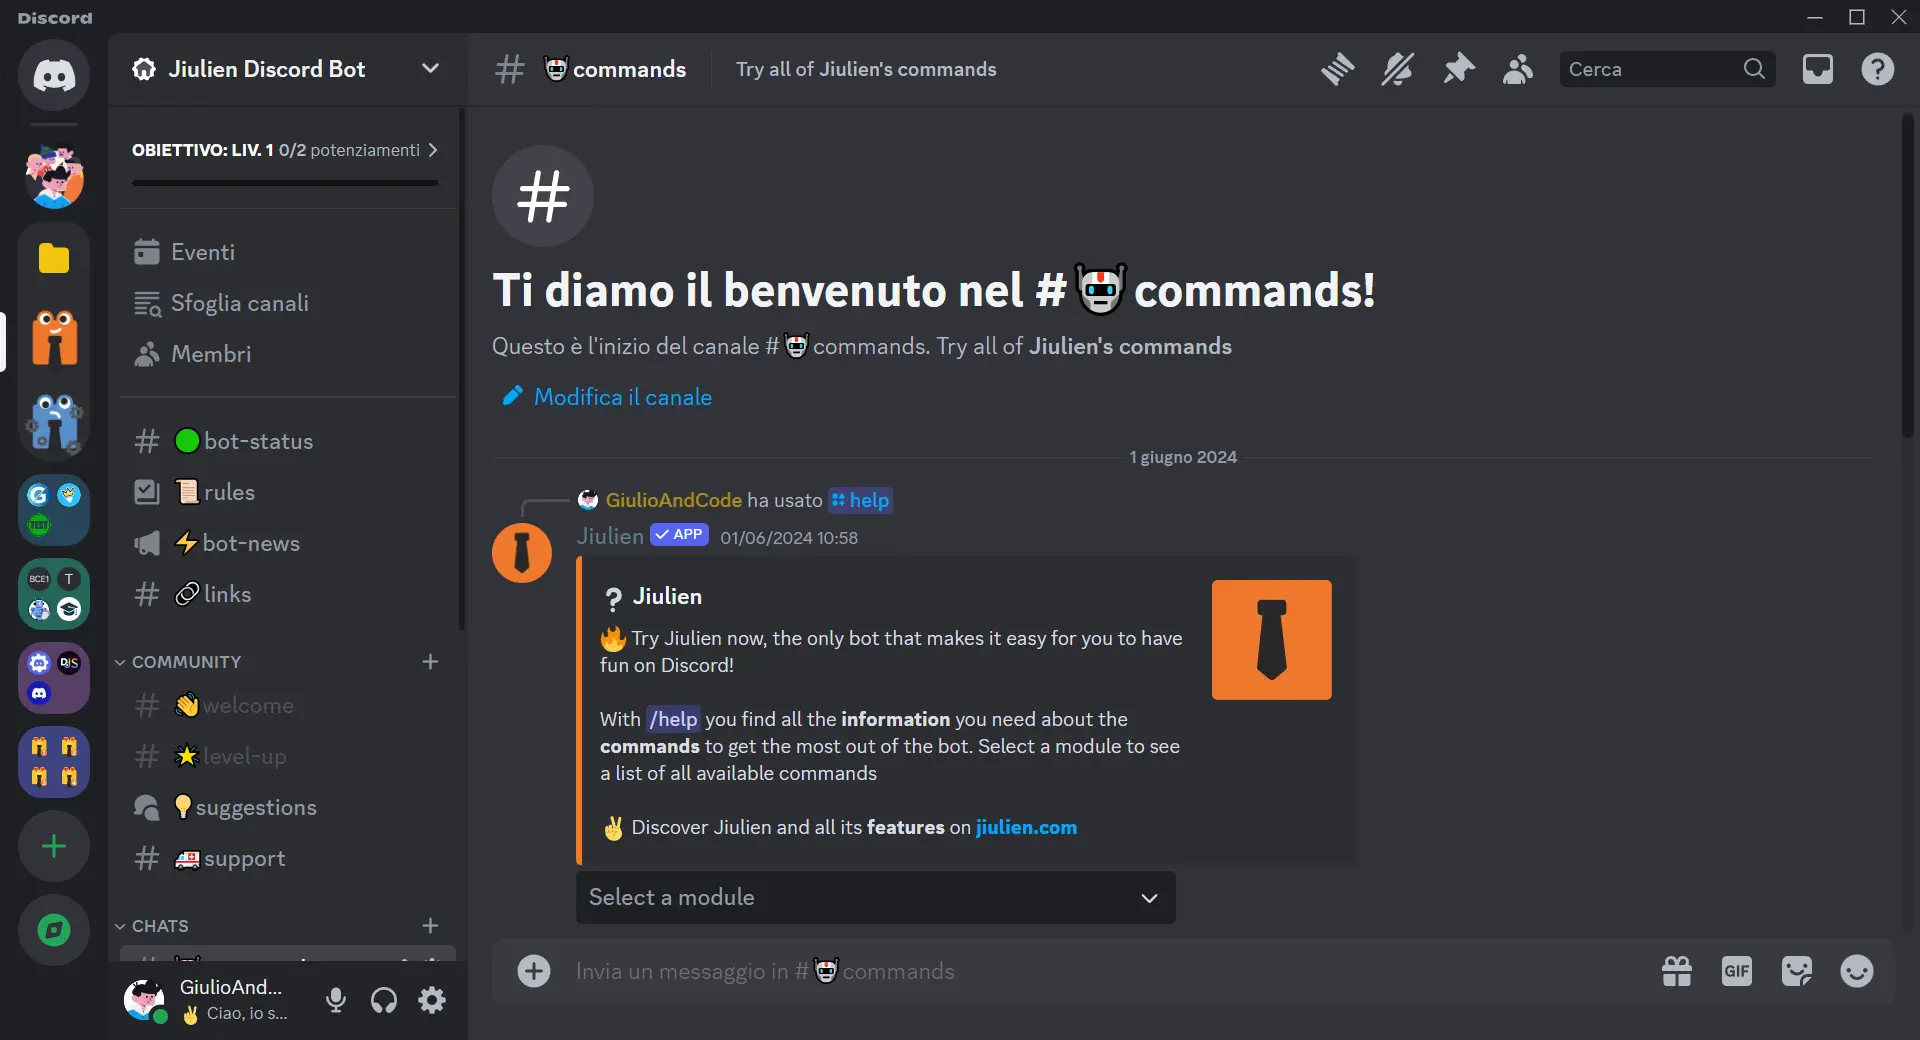 Discord
Jiulien Discord Bot
commands
Try all of Jiulien's commands
Cerca
OBIETTIVO: LIV. 1 0/2 potenziamenti
Eventi
Sfoglia canali
Membri
bot-status
rules
bot-news
links
COMMUNITY
welcome
level-up
suggestions
support
CHATS
GiulioAnd...
✌ Ciao, io s...
TEST
BCE1
T
DJS
Ti diamo il benvenuto nel #🤖commands!
Questo è l'inizio del canale #🤖commands. Try all of Jiulien's commands
Modifica il canale
1 giugno 2024
GiulioAndCode ha usato help
Jiulien ✓ APP 01/06/2024 10:58
❔ Jiulien
🔥 Try Jiulien now, the only bot that makes it easy for you to have
fun on Discord!
With /help you find all the information you need about the
commands to get the most out of the bot. Select a module to see
a list of all available commands
✌ Discover Jiulien and all its features on jiulien.com
Select a module
Invia un messaggio in #🤖commands
GIF